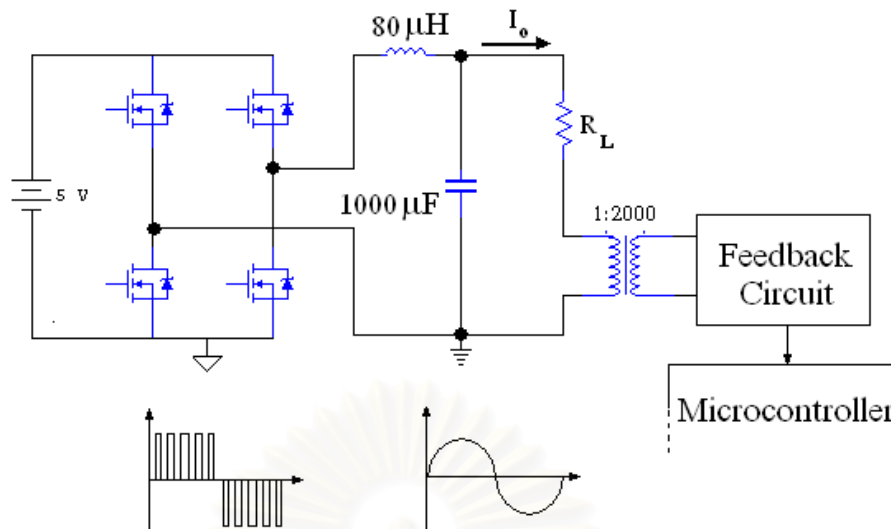 80 μH
I₀
R_L
5 V
1000 μF
1:2000
Feedback
Circuit
Microcontroller